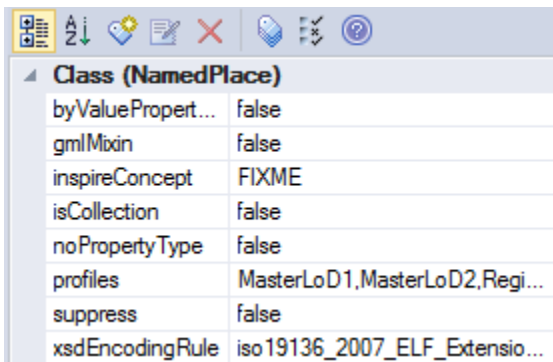 Class (NamedPlace)
byValuePropert... false
gmlMixin false
inspireConcept FIXME
isCollection false
noPropertyType false
profiles MasterLoD1,MasterLoD2,Regi...
suppress false
xsdEncodingRule iso19136_2007_ELF_Extensio...